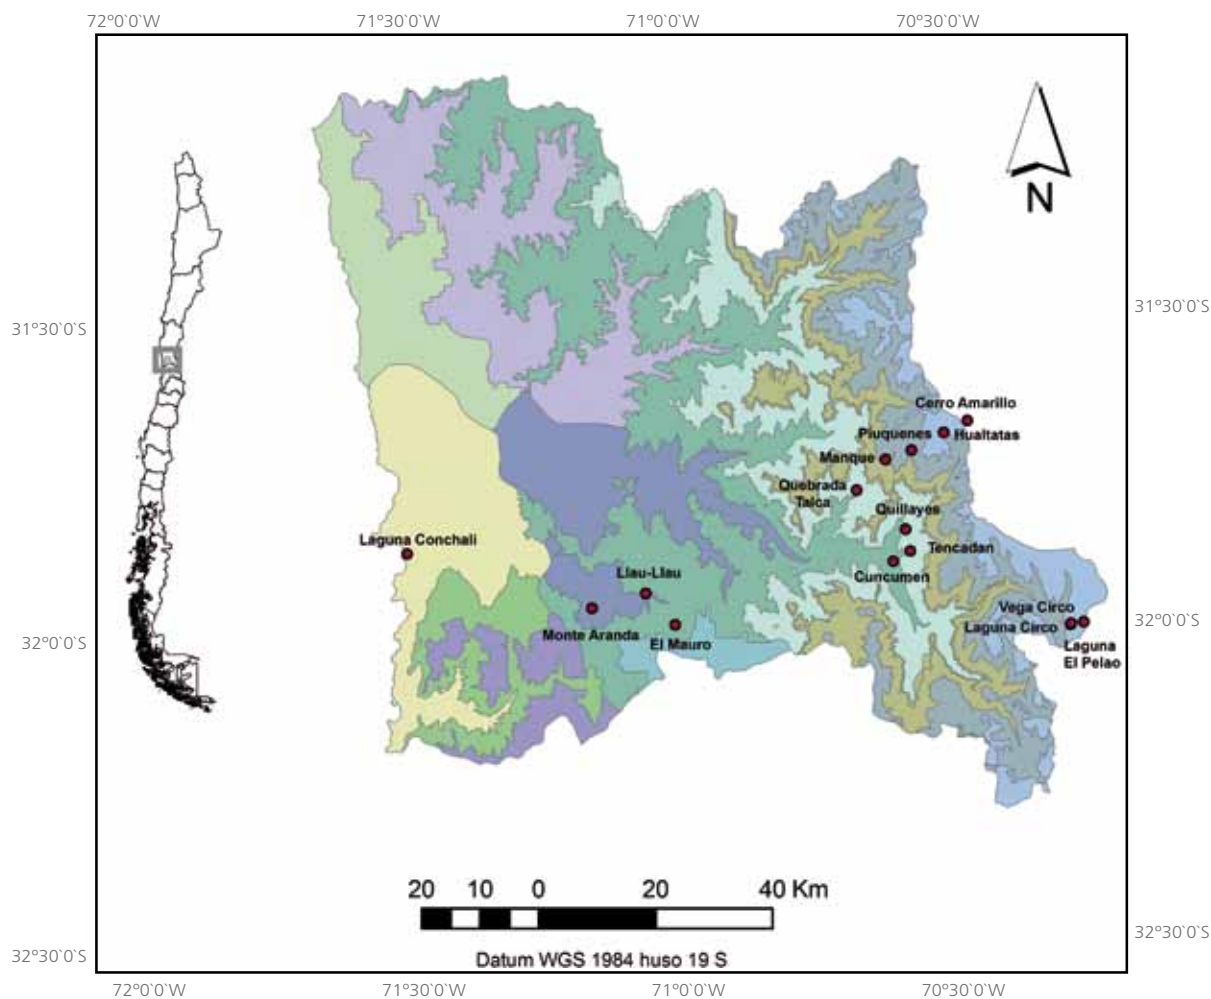 72°0`0`W 71°30`0`W 71°0`0`W 70°30`0`W
N
31°30`0`S
31°30`0`S
Cerro Amarillo
Piuquenes
Hualtatas
Manque
Quebrada
Talca
Quillayes
Laguna Conchali
Tencadan
Llau-Llau
Cuncumen
Vega Circo
Monte Aranda
Laguna Circo
El Mauro
Laguna
El Pelao
32°0`0`S
32°0`0`S
20 10 0 20 40 Km
Datum WGS 1984 huso 19 S
32°30`0`S
32°30`0`S
72°0`0`W 71°30`0`W 71°0`0`W 70°30`0`W